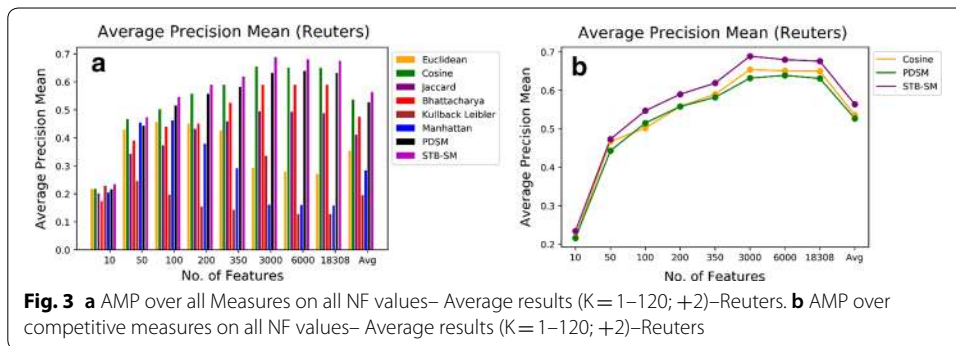 Average Precision Mean (Reuters)
a
Average Precision Mean
0.7
0.6
0.5
0.4
0.3
0.2
0.1
0.0
10 50 100 200 350 3000 6000 18308 Avg
No. of Features
Euclidean
Cosine
Jaccard
Bhattacharya
Kullback Leibler
Manhattan
PDSM
STB-SM
Average Precision Mean (Reuters)
b
Average Precision Mean
0.7
0.6
0.5
0.4
0.3
0.2
10 50 100 200 350 3000 6000 18308 Avg
No. of Features
Cosine
PDSM
STB-SM
Fig. 3 a AMP over all Measures on all NF values– Average results (K = 1–120; +2)–Reuters. b AMP over
competitive measures on all NF values– Average results (K = 1–120; +2)–Reuters